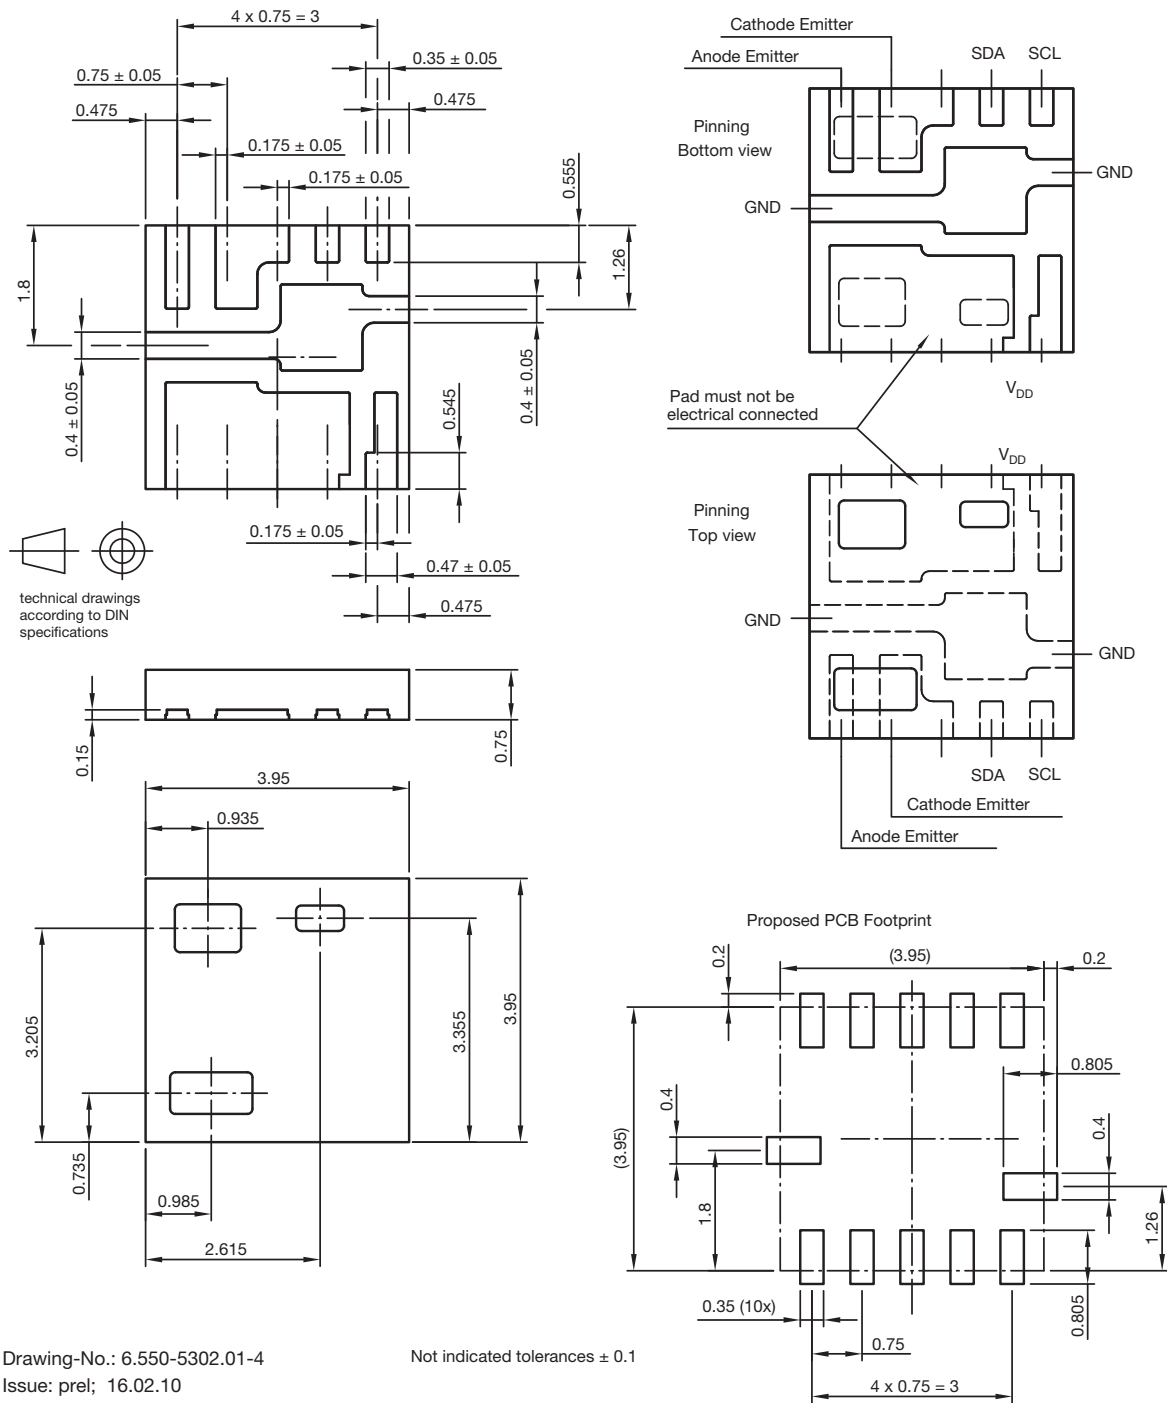 4 x 0.75 = 3
0.75 ± 0.05
0.35 ± 0.05
0.475
0.475
0.175 ± 0.05
0.175 ± 0.05
0.555
1.26
1.8
0.4 ± 0.05
0.4 ± 0.05
0.545
0.175 ± 0.05
0.47 ± 0.05
0.475
technical drawings
according to DIN
specifications
0.15
0.75
3.95
0.935
3.205
3.355
3.95
0.735
0.985
2.615
Cathode Emitter
Anode Emitter
SDA SCL
Pinning
Bottom view
GND
GND
VDD
Pad must not be
electrical connected
VDD
Pinning
Top view
GND
GND
SDA SCL
Cathode Emitter
Anode Emitter
Proposed PCB Footprint
0.2
(3.95)
0.2
0.805
0.4
(3.95)
0.4
1.8
1.26
0.35 (10x)
0.805
0.75
4 x 0.75 = 3
Drawing-No.: 6.550-5302.01-4
Issue: prel; 16.02.10
Not indicated tolerances ± 0.1